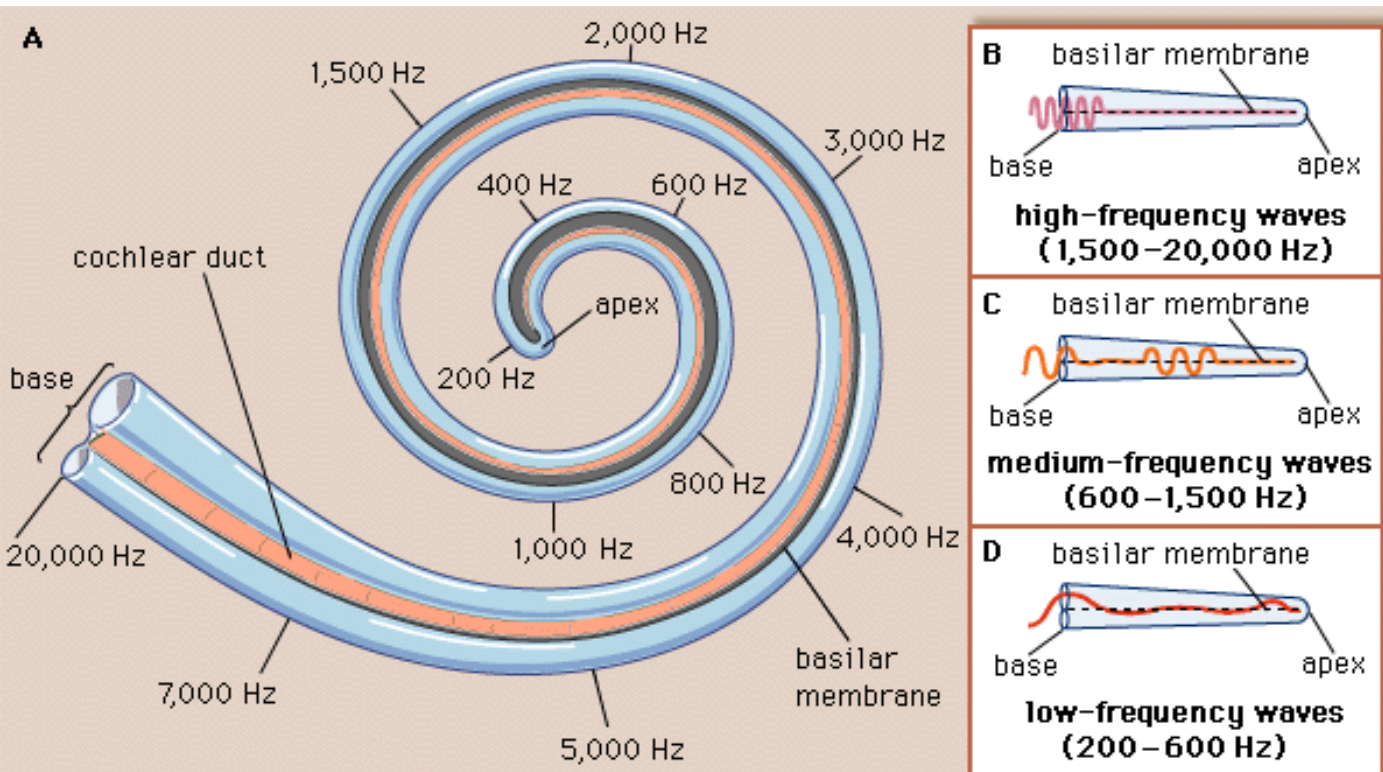 A
2,000 Hz
1,500 Hz
3,000 Hz
400 Hz
600 Hz
cochlear duct
apex
200 Hz
base
800 Hz
1,000 Hz
4,000 Hz
20,000 Hz
basilar
membrane
7,000 Hz
5,000 Hz
B
basilar membrane
base
apex
high-frequency waves
(1,500–20,000 Hz)
C
basilar membrane
base
apex
medium-frequency waves
(600–1,500 Hz)
D
basilar membrane
base
apex
low-frequency waves
(200–600 Hz)